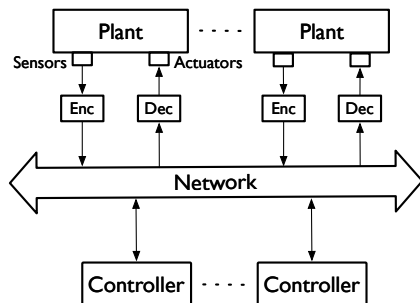 Plant
Plant
Sensors
Actuators
Enc
Dec
Enc
Dec
Network
Controller
Controller